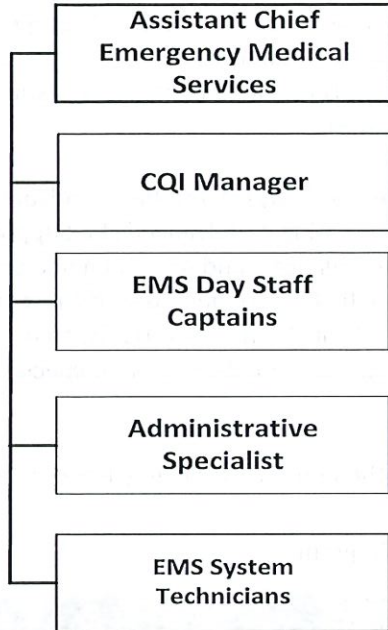 Assistant Chief
Emergency Medical
Services
CQI Manager
EMS Day Staff
Captains
Administrative
Specialist
EMS System
Technicians